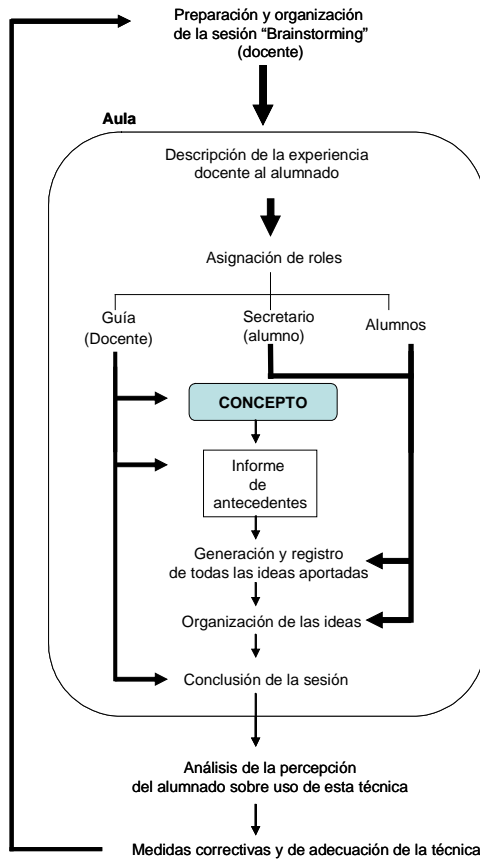 Preparación y organización
de la sesión “Brainstorming”
(docente)
Aula
Descripción de la experiencia
docente al alumnado
Asignación de roles
Guía
(Docente)
Secretario
(alumno)
Alumnos
CONCEPTO
Informe
de
antecedentes
Generación y registro
de todas las ideas aportadas
Organización de las ideas
Conclusión de la sesión
Análisis de la percepción
del alumnado sobre uso de esta técnica
Medidas correctivas y de adecuación de la técnica